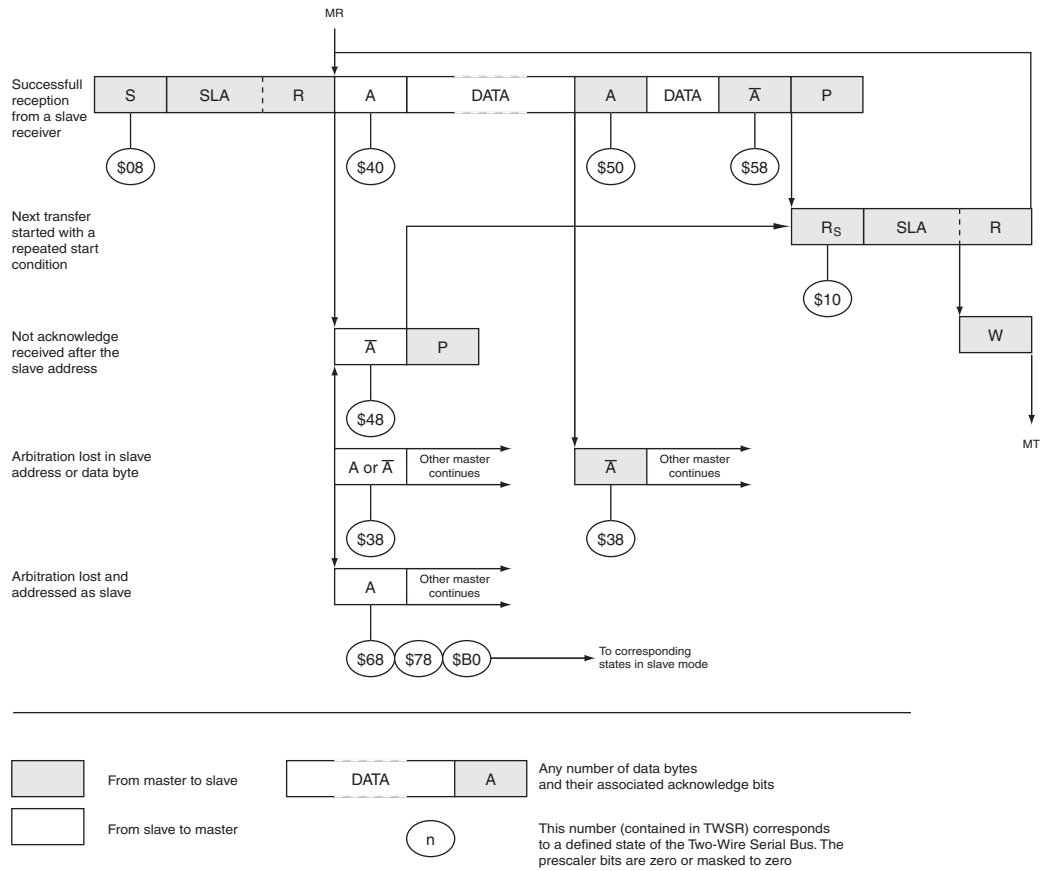 MR
Successfull
reception
from a slave
receiver
S SLA R A DATA A DATA A̅ P
$08 $40 $50 $58
Next transfer
started with a
repeated start
condition
RS SLA R
$10
Not acknowledge
received after the
slave address
A̅ P
W
$48
MT
Arbitration lost in slave
address or data byte
A or A̅
Other master
continues
A̅
Other master
continues
$38 $38
Arbitration lost and
addressed as slave
A
Other master
continues
$68 $78 $B0
To corresponding
states in slave mode
From master to slave
DATA A
Any number of data bytes
and their associated acknowledge bits
From slave to master
n
This number (contained in TWSR) corresponds
to a defined state of the Two-Wire Serial Bus. The
prescaler bits are zero or masked to zero